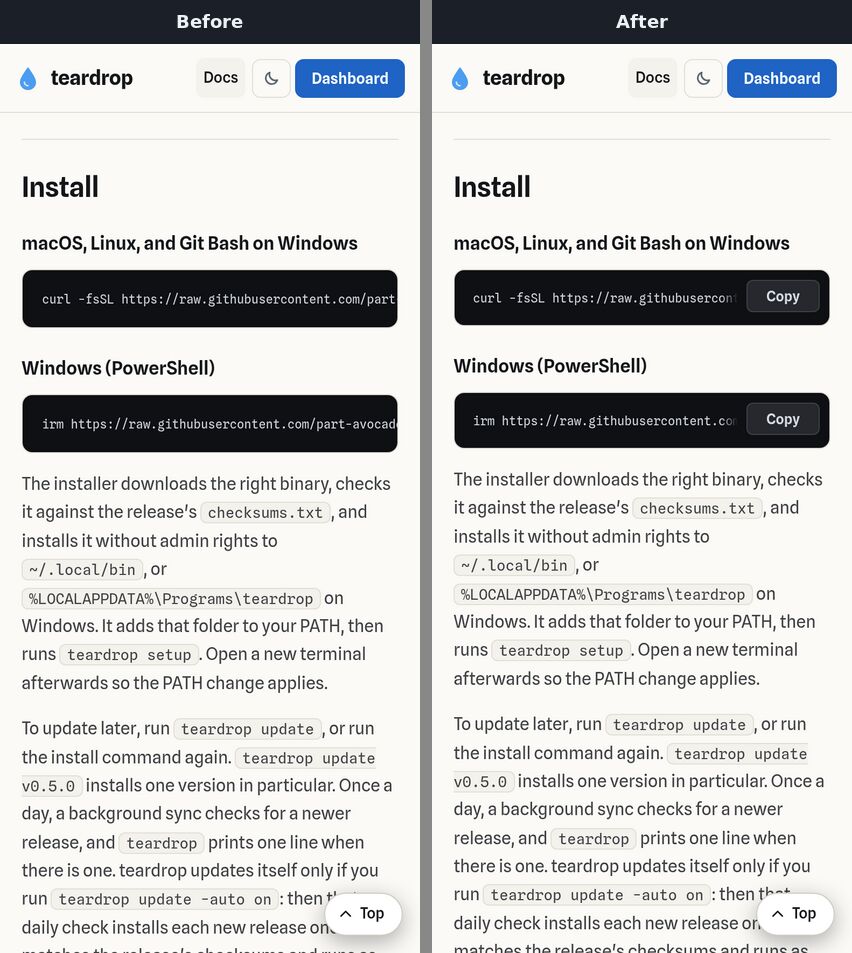 Before
teardrop
Docs
Dashboard
Install
macOS, Linux, and Git Bash on Windows
curl -fsSL https://raw.githubusercontent.com/part
Windows (PowerShell)
irm https://raw.githubusercontent.com/part-avocad
The installer downloads the right binary, checks
it against the release's checksums.txt, and
installs it without admin rights to
~/.local/bin, or
%LOCALAPPDATA%\Programs\teardrop on
Windows. It adds that folder to your PATH, then
runs teardrop setup. Open a new terminal
afterwards so the PATH change applies.
To update later, run teardrop update, or run
the install command again. teardrop update
v0.5.0 installs one version in particular. Once a
day, a background sync checks for a newer
release, and teardrop prints one line when
there is one. teardrop updates itself only if you
run teardrop update -auto on: then that
Top
daily check installs each new release
matches the release's checksums and runs as
After
teardrop
Docs
Dashboard
Install
macOS, Linux, and Git Bash on Windows
curl -fsSL https://raw.githubusercon
Copy
Windows (PowerShell)
irm https://raw.githubusercontent.co
Copy
The installer downloads the right binary, checks
it against the release's checksums.txt, and
installs it without admin rights to
~/.local/bin, or
%LOCALAPPDATA%\Programs\teardrop on
Windows. It adds that folder to your PATH, then
runs teardrop setup. Open a new terminal
afterwards so the PATH change applies.
To update later, run teardrop update, or run
the install command again. teardrop update
v0.5.0 installs one version in particular. Once a
day, a background sync checks for a newer
release, and teardrop prints one line when
there is one. teardrop updates itself only if you
run teardrop update -auto on: then that
Top
daily check installs each new release
matches the release's checksums and runs as